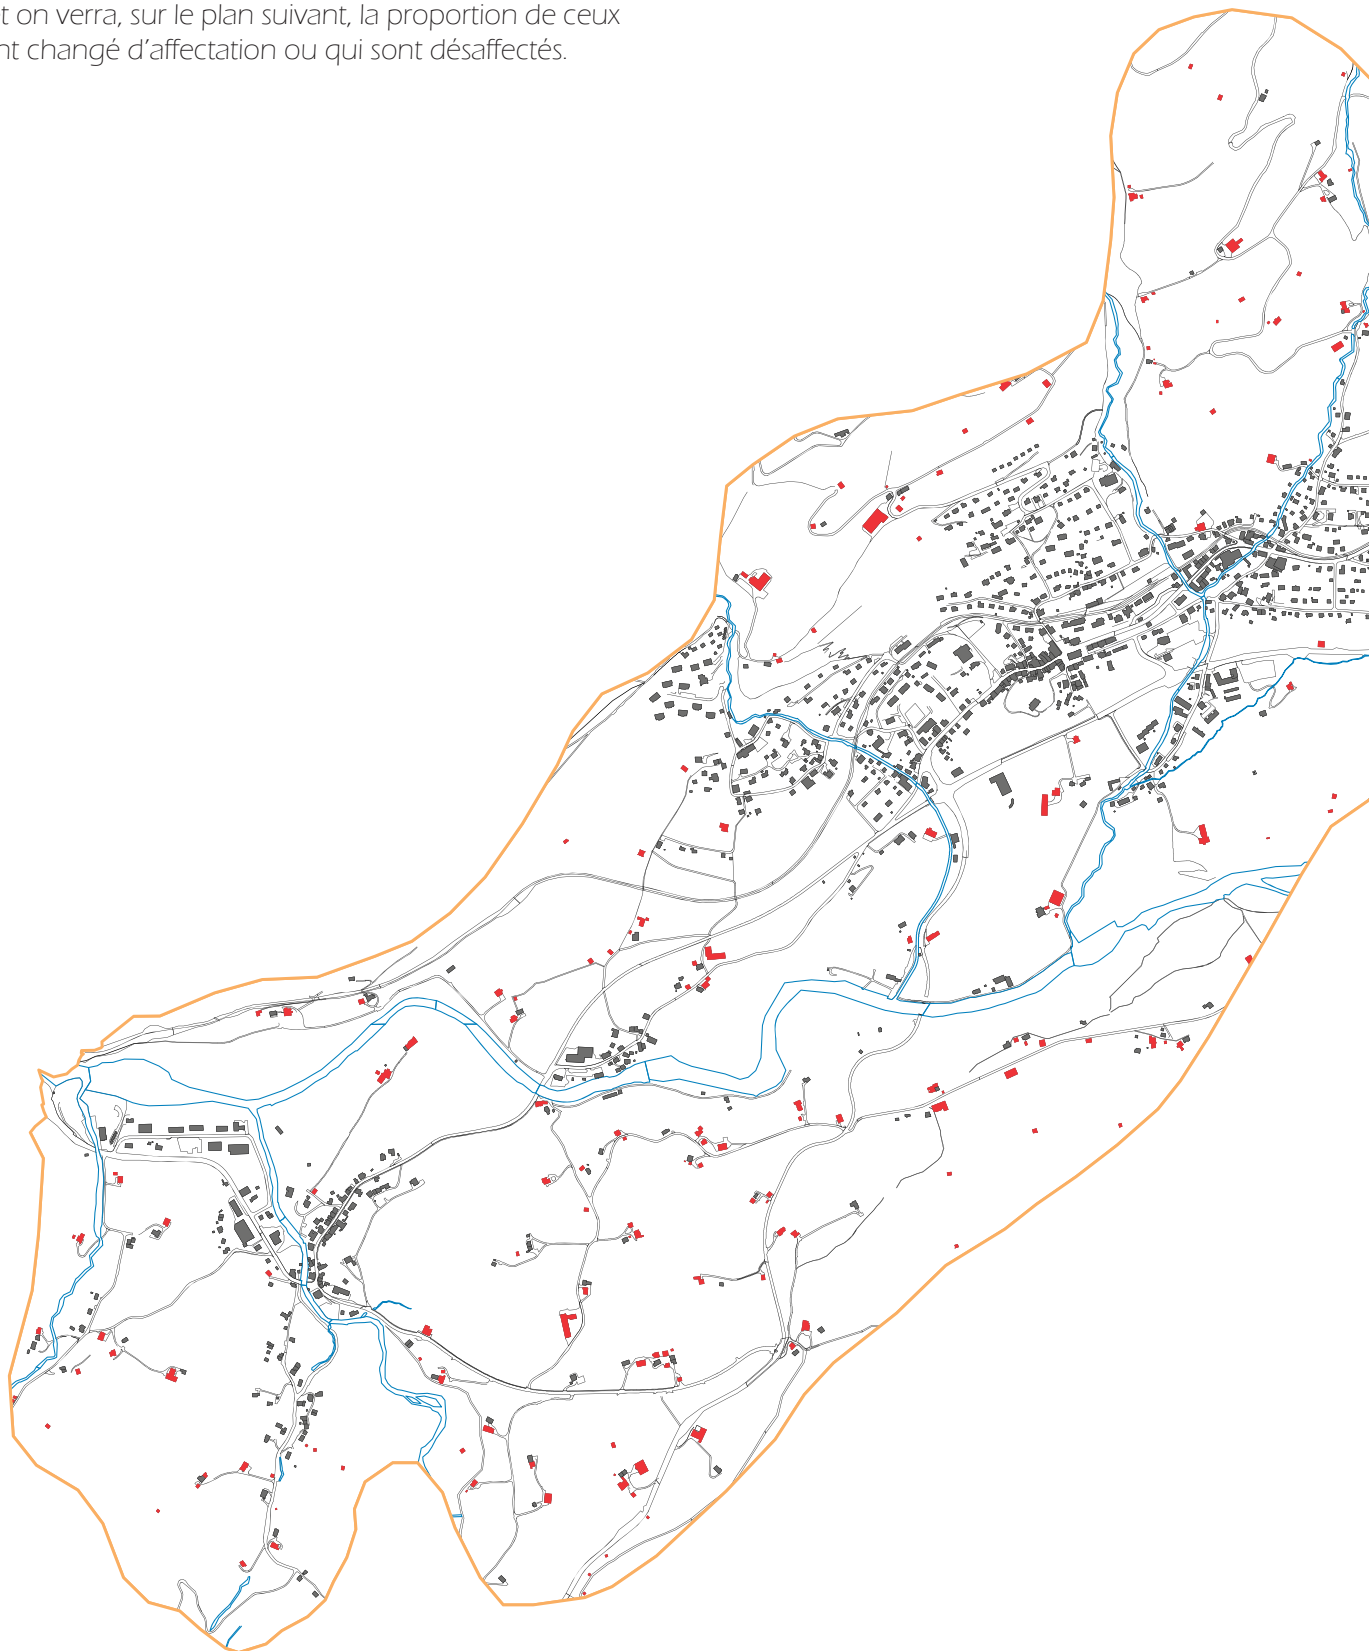 t on verra, sur le plan suivant, la proportion de ceux
nt changé d'affectation ou qui sont désaffectés.